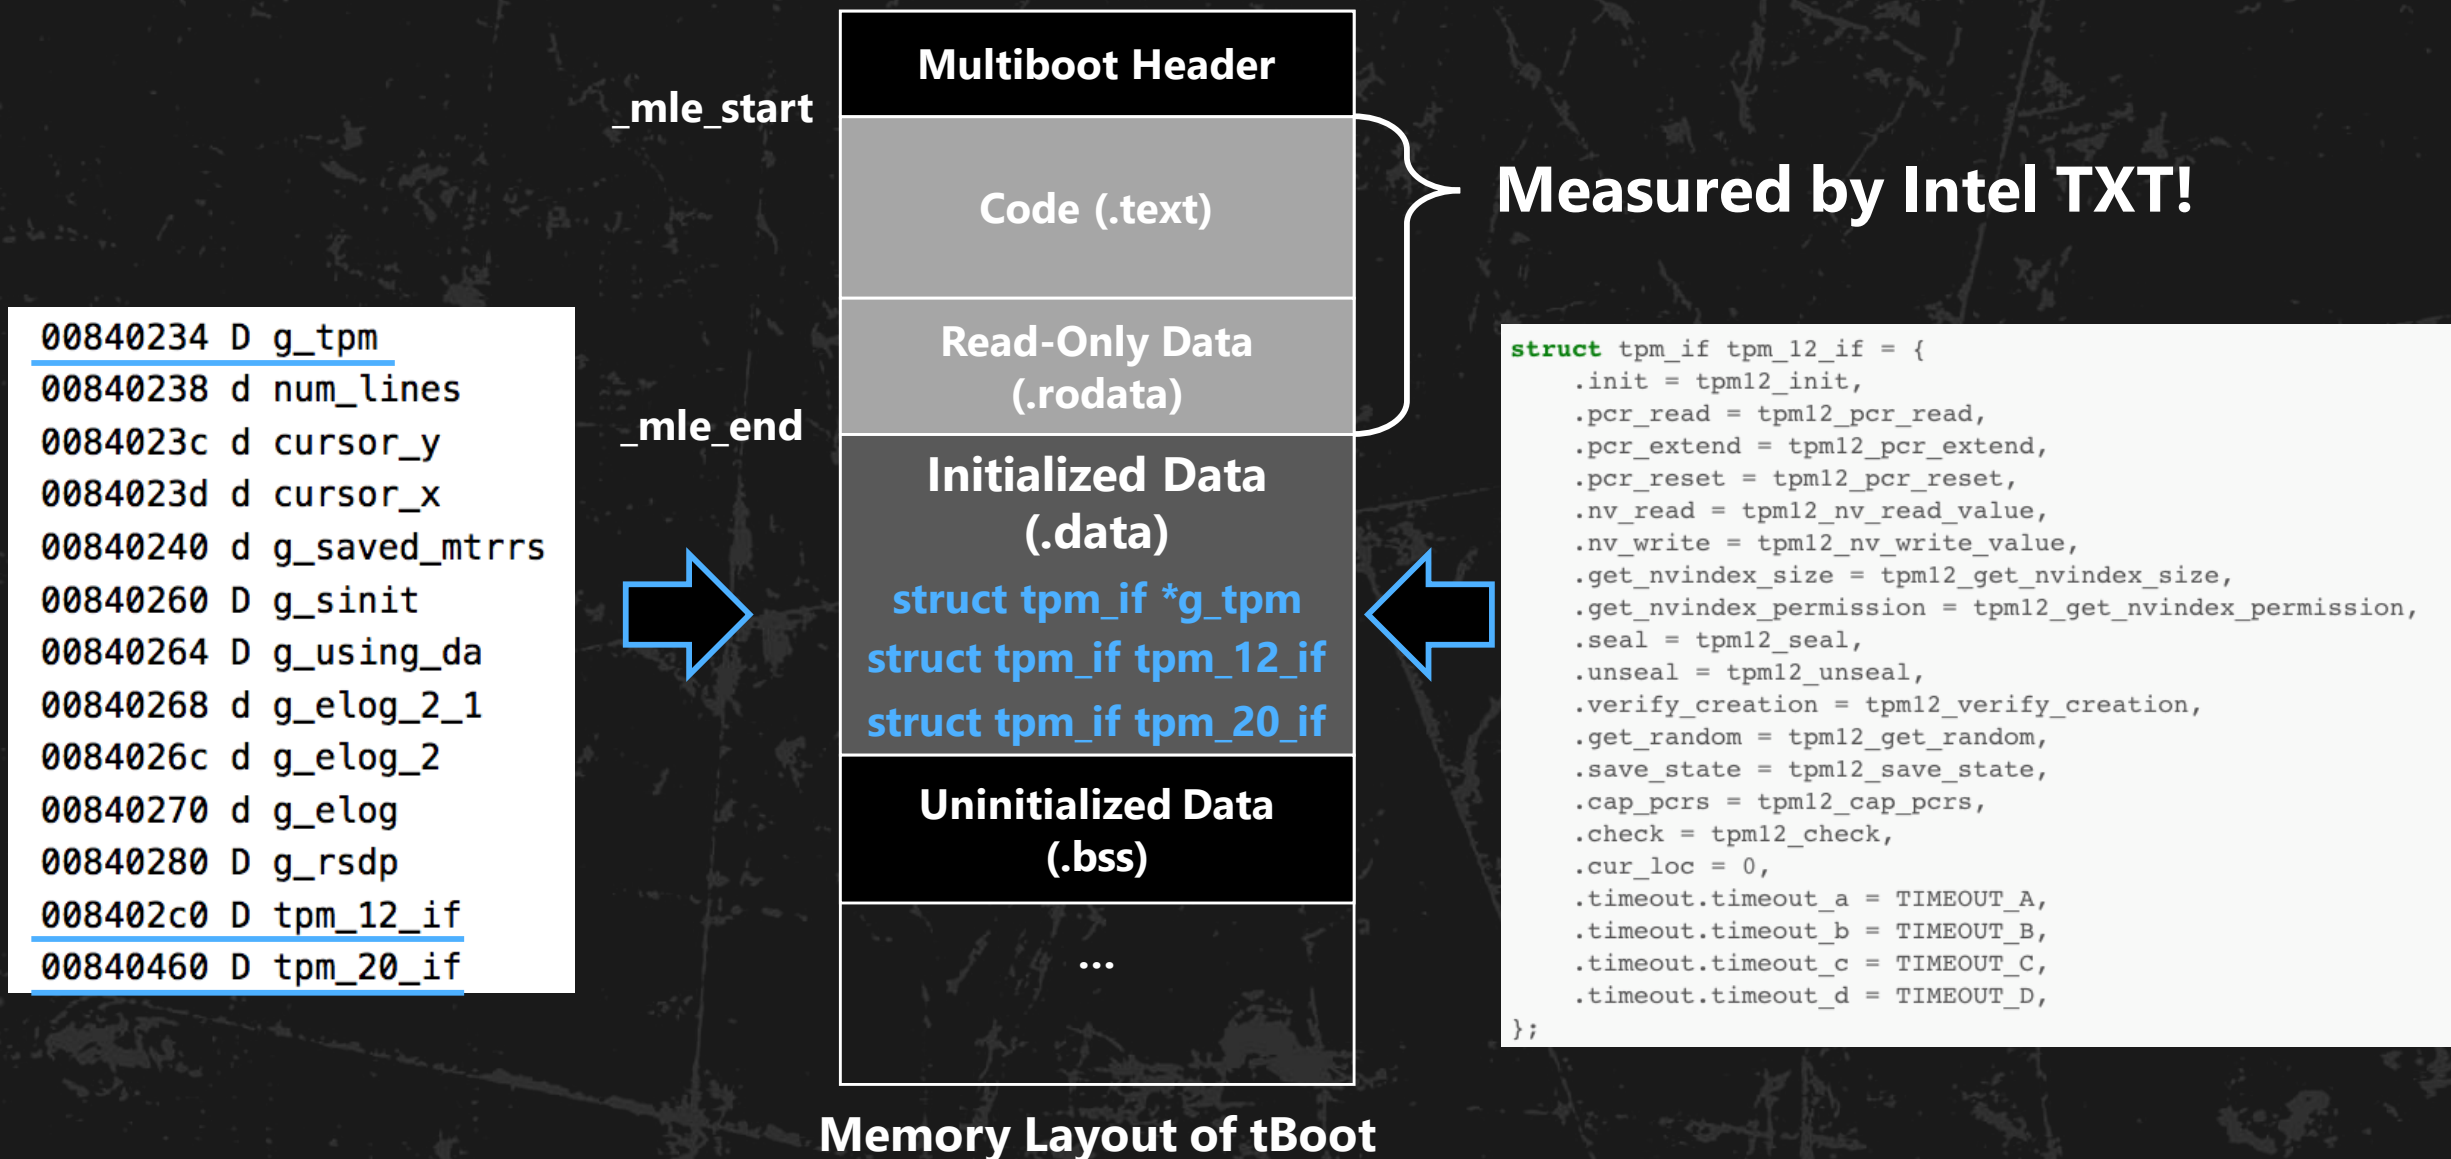 Multiboot Header
_mle_start
Code (.text)
Measured by Intel TXT!
Read-Only Data
(.rodata)
_mle_end
Initialized Data
(.data)
struct tpm_if *g_tpm
struct tpm_if tpm_12_if
struct tpm_if tpm_20_if
Uninitialized Data
(.bss)
...
Memory Layout of tBoot
00840234 D g_tpm
00840238 d num_lines
0084023c d cursor_y
0084023d d cursor_x
00840240 d g_saved_mtrrs
00840260 D g_sinit
00840264 D g_using_da
00840268 d g_elog_2_1
0084026c d g_elog_2
00840270 d g_elog
00840280 D g_rsdp
008402c0 D tpm_12_if
00840460 D tpm_20_if
struct tpm_if tpm_12_if = {
.init = tpm12_init,
.pcr_read = tpm12_pcr_read,
.pcr_extend = tpm12_pcr_extend,
.pcr_reset = tpm12_pcr_reset,
.nv_read = tpm12_nv_read_value,
.nv_write = tpm12_nv_write_value,
.get_nvindex_size = tpm12_get_nvindex_size,
.get_nvindex_permission = tpm12_get_nvindex_permission,
.seal = tpm12_seal,
.unseal = tpm12_unseal,
.verify_creation = tpm12_verify_creation,
.get_random = tpm12_get_random,
.save_state = tpm12_save_state,
.cap_pcrs = tpm12_cap_pcrs,
.check = tpm12_check,
.cur_loc = 0,
.timeout.timeout_a = TIMEOUT_A,
.timeout.timeout_b = TIMEOUT_B,
.timeout.timeout_c = TIMEOUT_C,
.timeout.timeout_d = TIMEOUT_D,
};